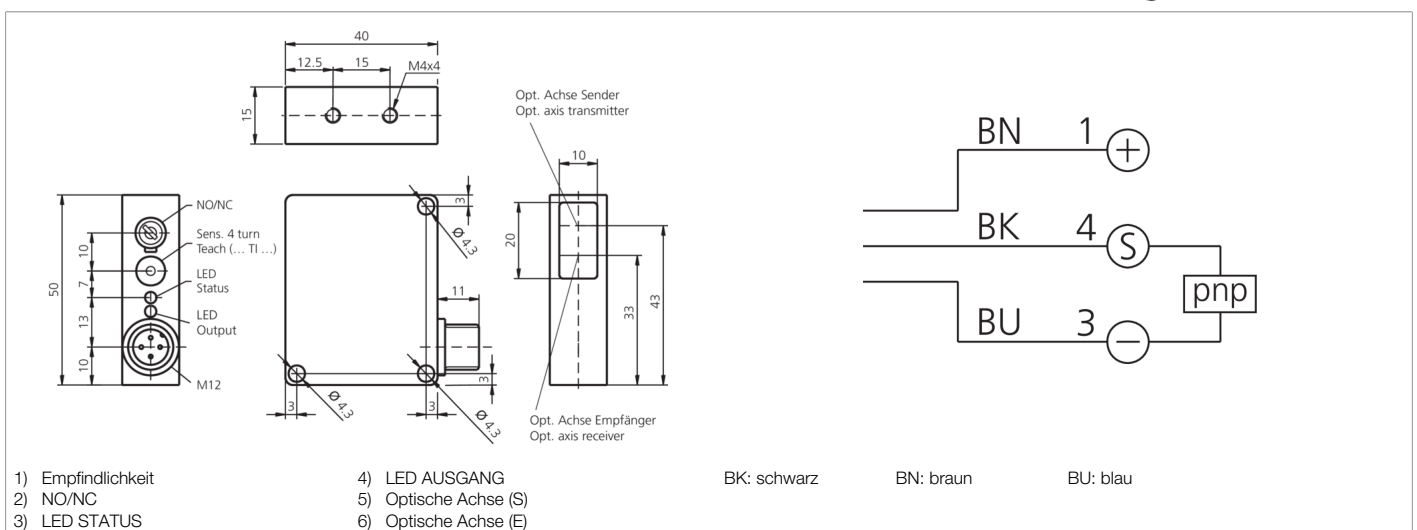 40
12.5
15
M4x4
15
Opt. Achse Sender
Opt. axis transmitter
10
20
33
43
Opt. Achse Empfänger
Opt. axis receiver
NO/NC
Sens. 4 turn
Teach (... TI ...)
LED
Status
LED
Output
M12
50
10
7
13
10
3
Ø 4.3
11
3
3
Ø 4.3
3
Ø 4.3
BN 1 +
BK 4 S
pnp
BU 3 −
1) Empfindlichkeit
2) NO/NC
3) LED STATUS
4) LED AUSGANG
5) Optische Achse (S)
6) Optische Achse (E)
BK: schwarz
BN: braun
BU: blau